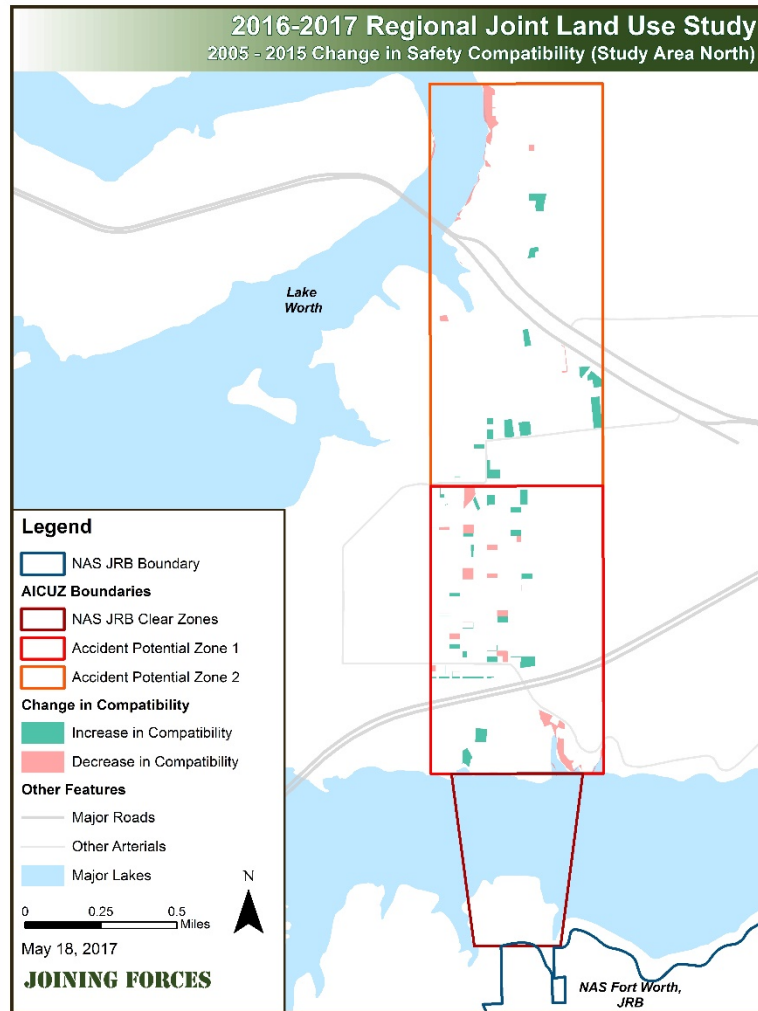 2016-2017 Regional Joint Land Use Study
2005 - 2015 Change in Safety Compatibility (Study Area North)
Lake
Worth
Legend
NAS JRB Boundary
AICUZ Boundaries
NAS JRB Clear Zones
Accident Potential Zone 1
Accident Potential Zone 2
Change in Compatibility
Increase in Compatibility
Decrease in Compatibility
Other Features
Major Roads
Other Arterials
Major Lakes
N
0 0.25 0.5
Miles
May 18, 2017
JOINING FORCES
NAS Fort Worth,
JRB